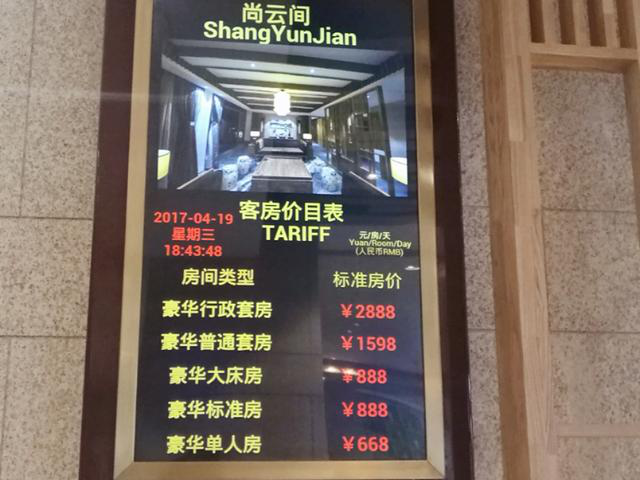 尚云间
ShangYunJian
客房价目表
TARIFF
2017-04-19
星期三
18:43:48
元/房/天
Yuan/Room/Day
(人民币RMB)
房间类型 标准房价
豪华行政套房 ￥2888
豪华普通套房 ￥1598
豪华大床房 ￥888
豪华标准房 ￥888
豪华单人房 ￥668